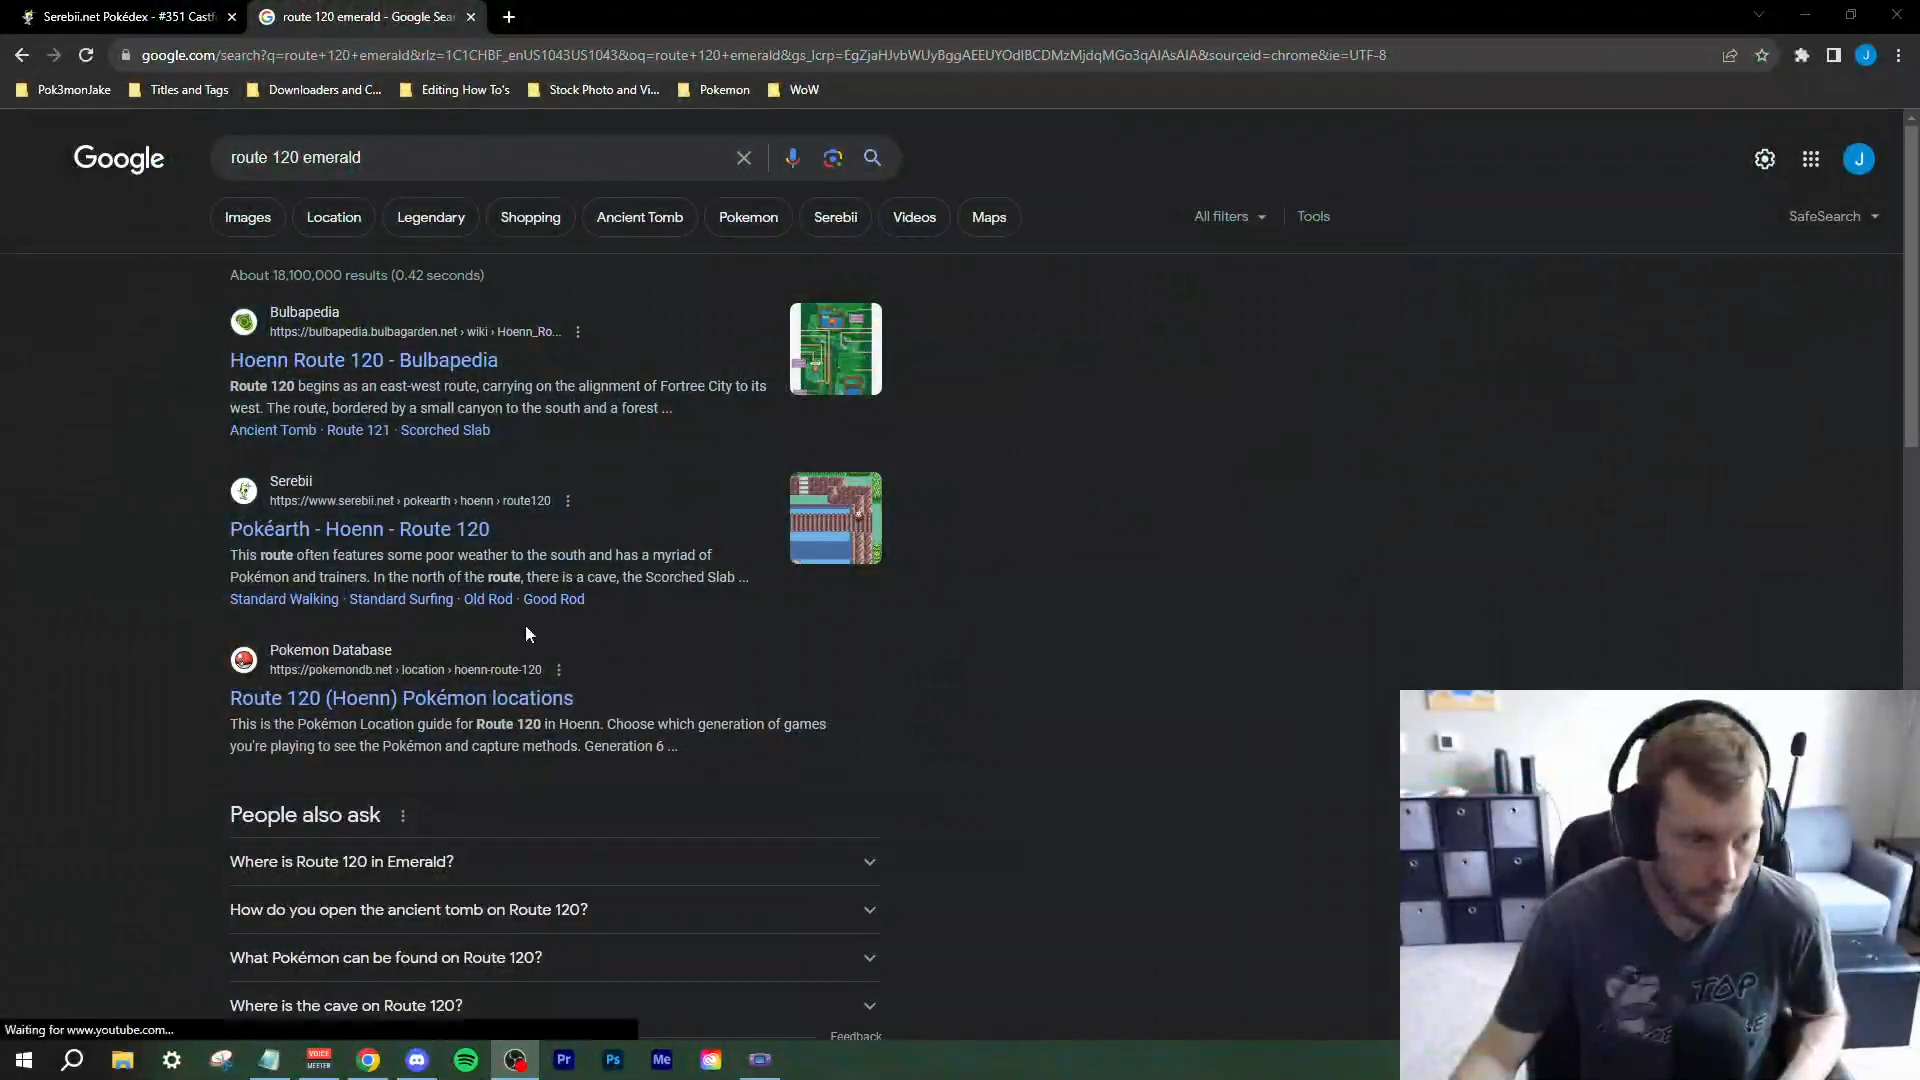 Serebii.net Pokédex - #351 Castf
route 120 emerald - Google Sea
google.com/search?q=route+120+emerald&rlz=1C1CHBF_enUS1043US1043&oq=route+120+emerald&gs_lcrp=EgZjaHJvbWUyBggAEEUYOdIBCDMzMjdqMGo3qAIAsAIA&sourceid=chrome&ie=UTF-8
J
Pok3monJake
Titles and Tags
Downloaders and C...
Editing How To's
Stock Photo and Vi...
Pokemon
WoW
Google
route 120 emerald
J
Images
Location
Legendary
Shopping
Ancient Tomb
Pokemon
Serebii
Videos
Maps
All filters
Tools
SafeSearch
About 18,100,000 results (0.42 seconds)
Bulbapedia
https://bulbapedia.bulbagarden.net › wiki › Hoenn_Ro...
Hoenn Route 120 - Bulbapedia
Route 120 begins as an east-west route, carrying on the alignment of Fortree City to its
west. The route, bordered by a small canyon to the south and a forest ...
Ancient Tomb · Route 121 · Scorched Slab
Serebii
https://www.serebii.net › pokearth › hoenn › route120
Pokéarth - Hoenn - Route 120
This route often features some poor weather to the south and has a myriad of
Pokémon and trainers. In the north of the route, there is a cave, the Scorched Slab ...
Standard Walking · Standard Surfing · Old Rod · Good Rod
Pokemon Database
https://pokemondb.net › location › hoenn-route-120
Route 120 (Hoenn) Pokémon locations
This is the Pokémon Location guide for Route 120 in Hoenn. Choose which generation of games
you're playing to see the Pokémon and capture methods. Generation 6 ...
People also ask
Where is Route 120 in Emerald?
How do you open the ancient tomb on Route 120?
What Pokémon can be found on Route 120?
Where is the cave on Route 120?
Feedback
Waiting for www.youtube.com...
VOICE
MEETER
Pr
Ps
Me
TOP